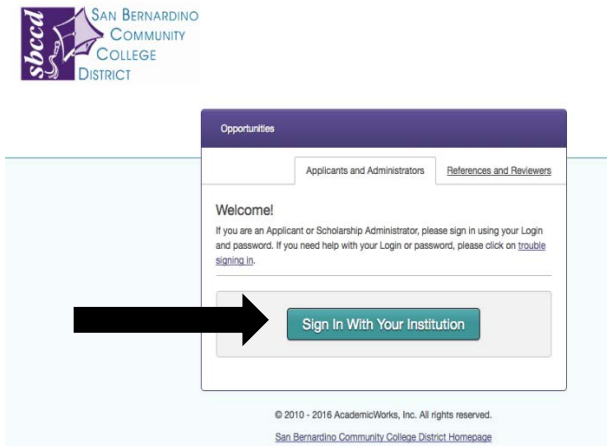 sbccd
SAN BERNARDINO
COMMUNITY
COLLEGE
DISTRICT
Opportunities
Applicants and Administrators
References and Reviewers
Welcome!
If you are an Applicant or Scholarship Administrator, please sign in using your Login
and password. If you need help with your Login or password, please click on trouble
signing in.
Sign In With Your Institution
© 2010 - 2016 AcademicWorks, Inc. All rights reserved.
San Bernardino Community College District Homepage